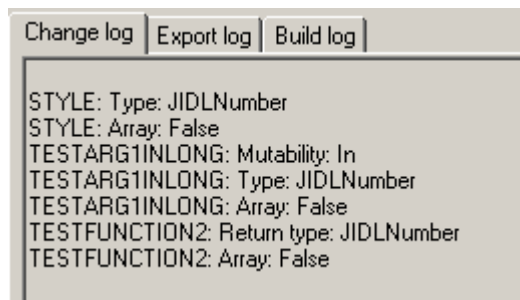 Change log Export log Build log
STYLE: Type: JIDLNumber
STYLE: Array: False
TESTARG1INLONG: Mutability: In
TESTARG1INLONG: Type: JIDLNumber
TESTARG1INLONG: Array: False
TESTFUNCTION2: Return type: JIDLNumber
TESTFUNCTION2: Array: False